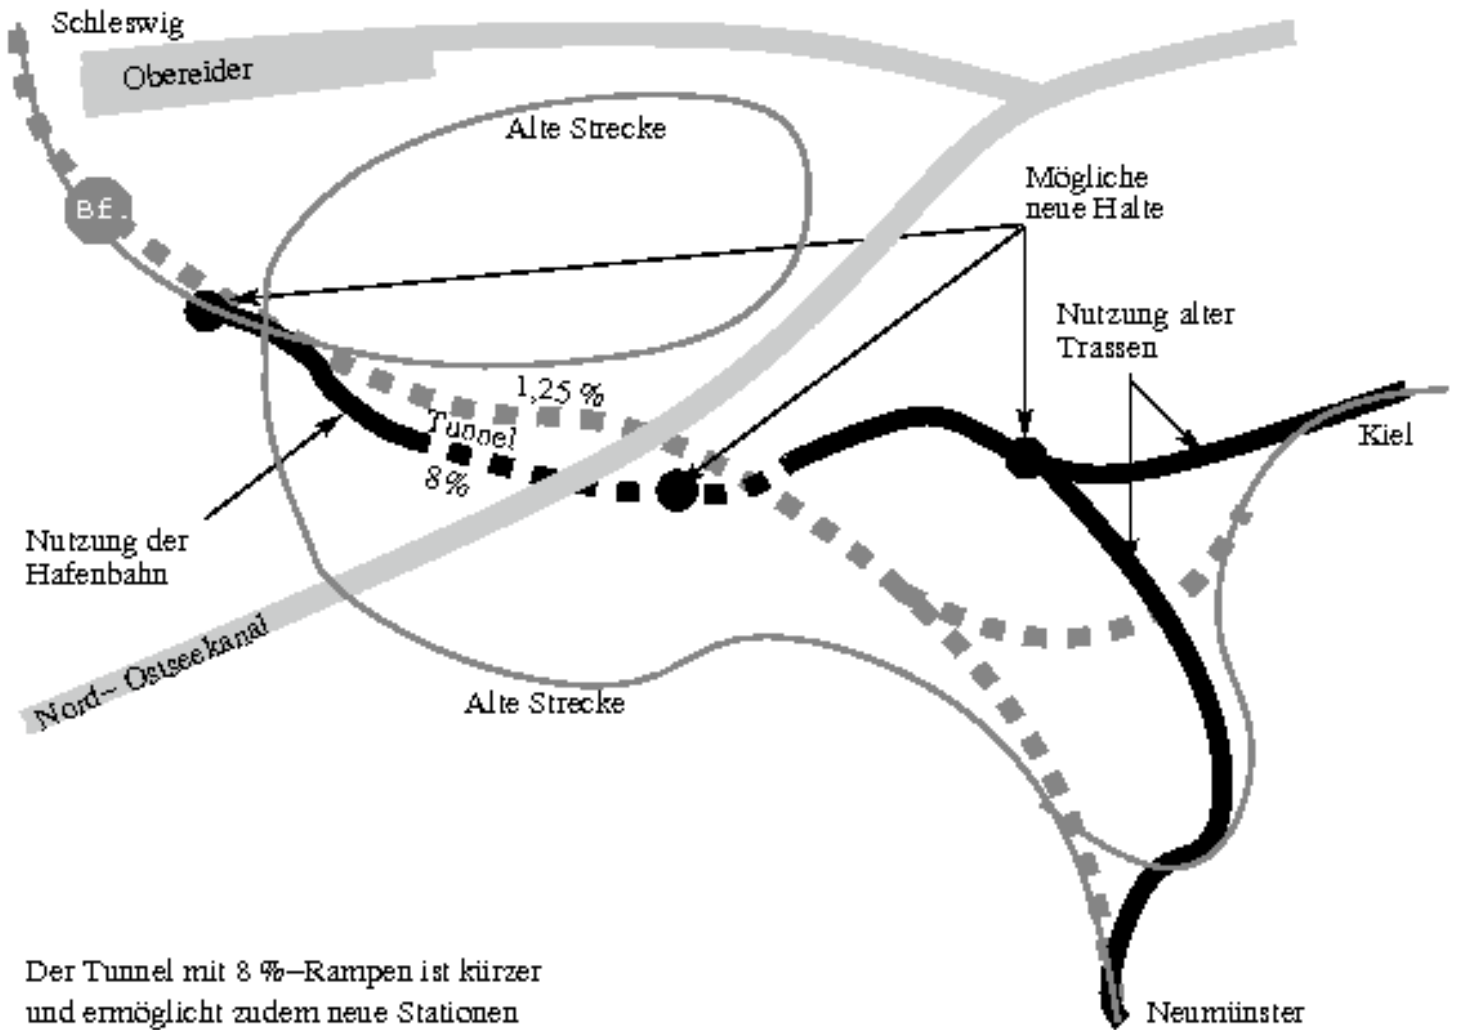 Schleswig
Obereider
Alte Strecke
Mögliche
neue Halte
Bf.
Nutzung alter
Trassen
1,25 %
Tunnel
8%
Kiel
Nutzung der
Hafenbahn
Nord- Ostseekanal
Alte Strecke
Der Tunnel mit 8 %-Rampen ist kürzer
und ermöglicht zudem neue Stationen
Neumünster